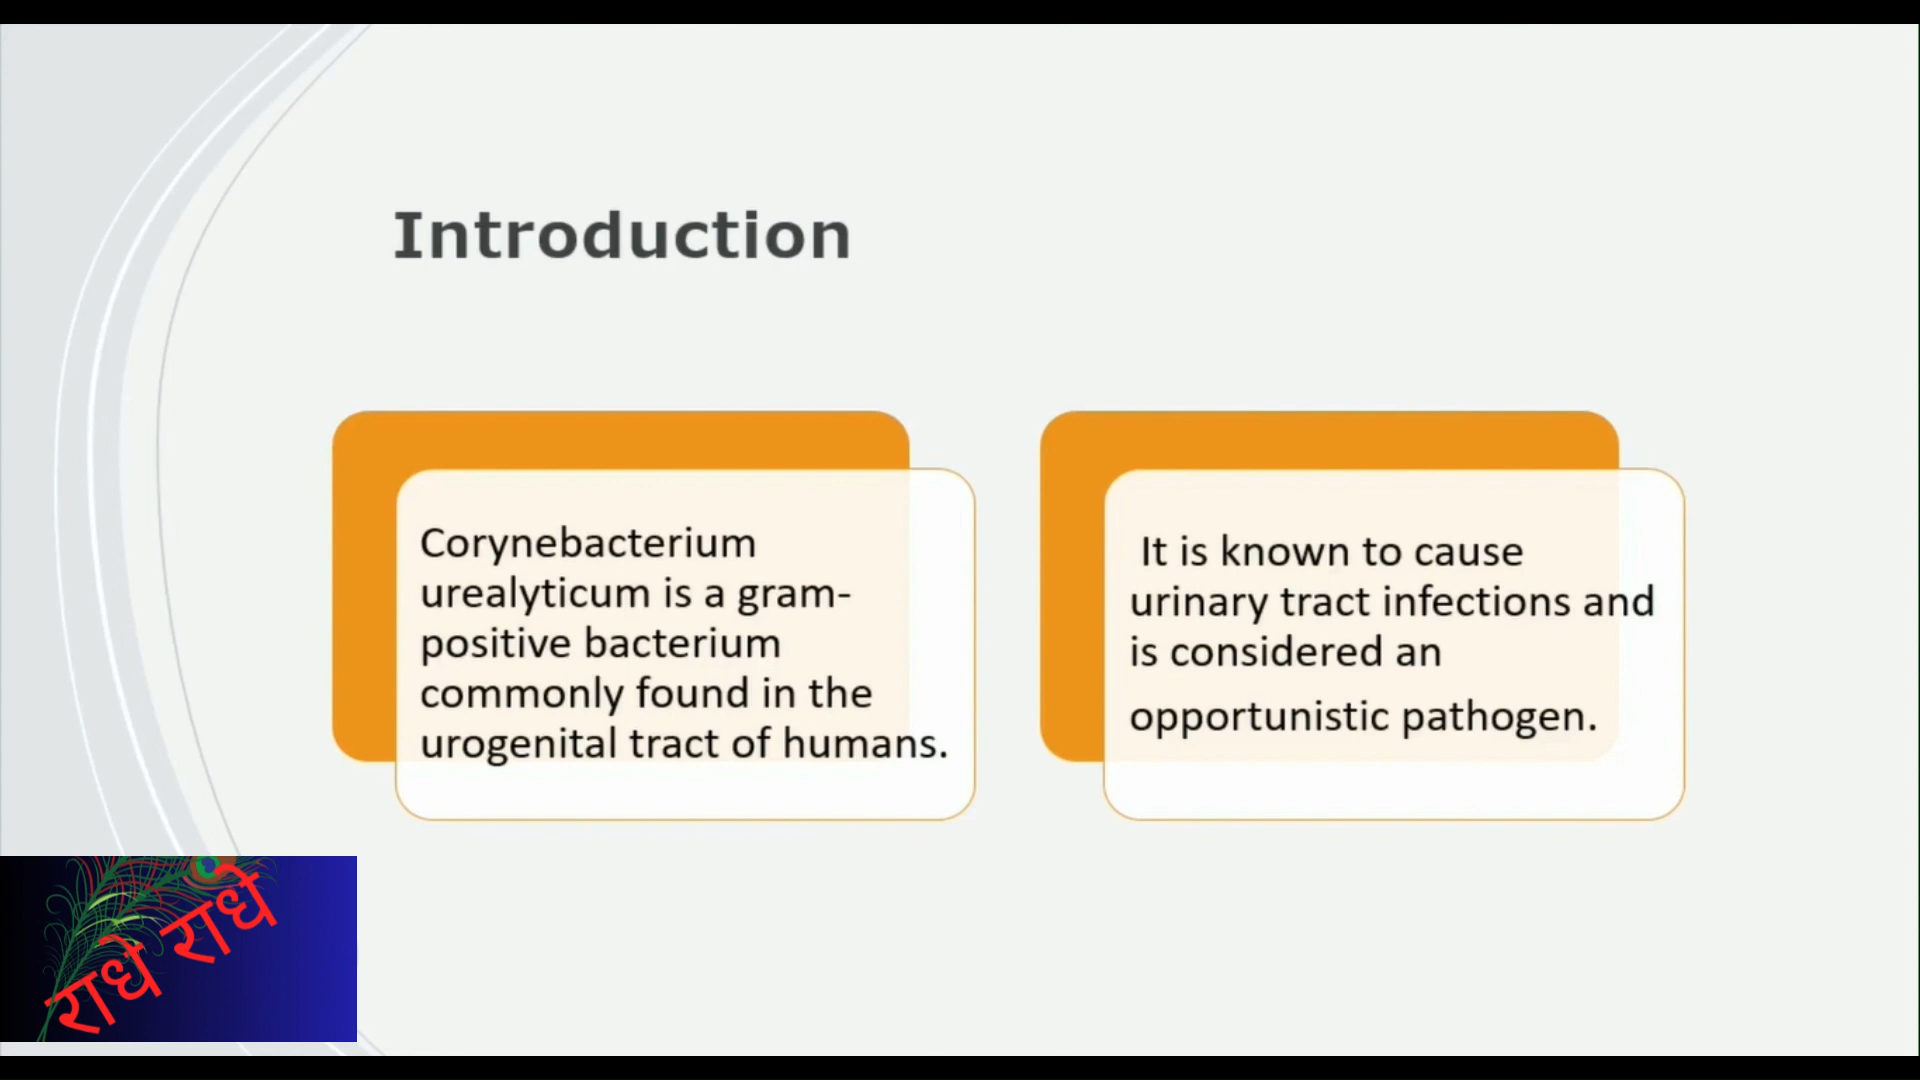 Introduction
Corynebacterium
urealyticum is a gram-
positive bacterium
commonly found in the
urogenital tract of humans.
It is known to cause
urinary tract infections and
is considered an
opportunistic pathogen.
राधे राधे